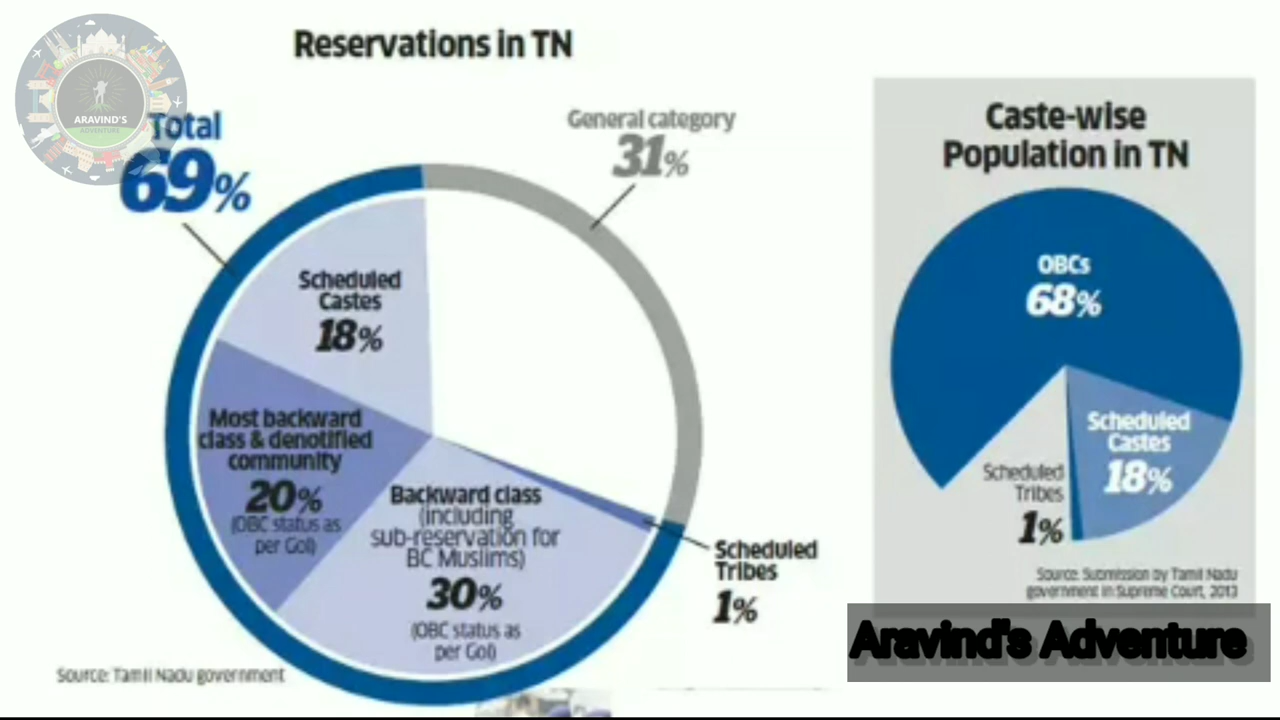 Reservations in TN
ARAVIND'S
ADVENTURE
Total
69%
General category
31%
Scheduled
Castes
18%
Most backward
class & denotified
community
20%
(OBC status as
per GoI)
Backward class
(including
sub-reservation for
BC Muslims)
30%
(OBC status as
per GoI)
Scheduled
Tribes
1%
Source: Tamil Nadu government
Caste-wise
Population in TN
OBCs
68%
Scheduled
Castes
18%
Scheduled
Tribes
1%
Source: Submission by Tamil Nadu
government in Supreme Court, 2013
Aravind's Adventure